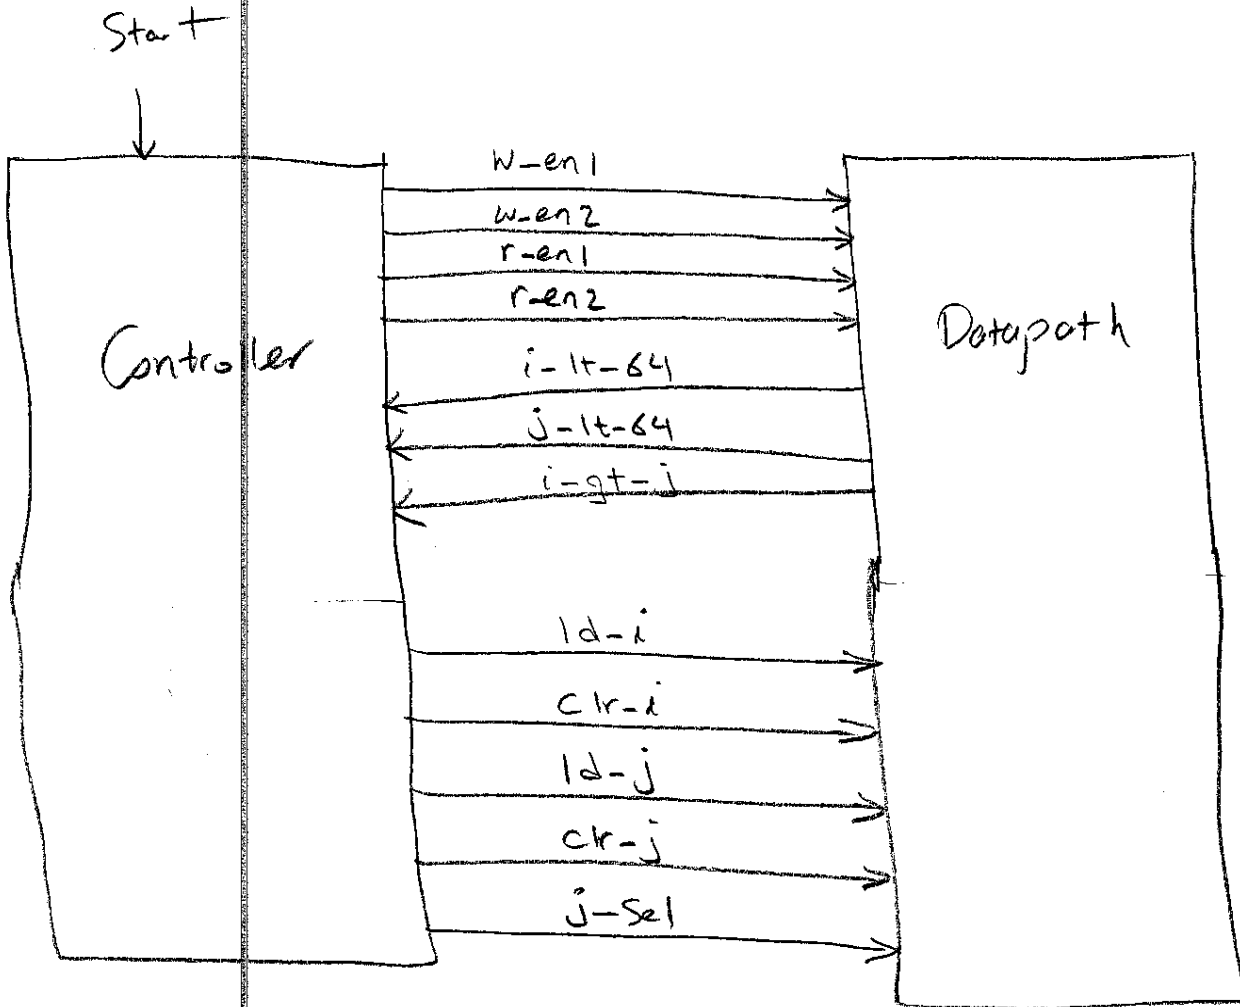 Start
w-en1
w-en2
r-en1
r-en2
Controller
Datapath
i-lt-64
j-lt-64
i-gt-j
ld-i
Clr-i
ld-j
Clr-j
j-Sel